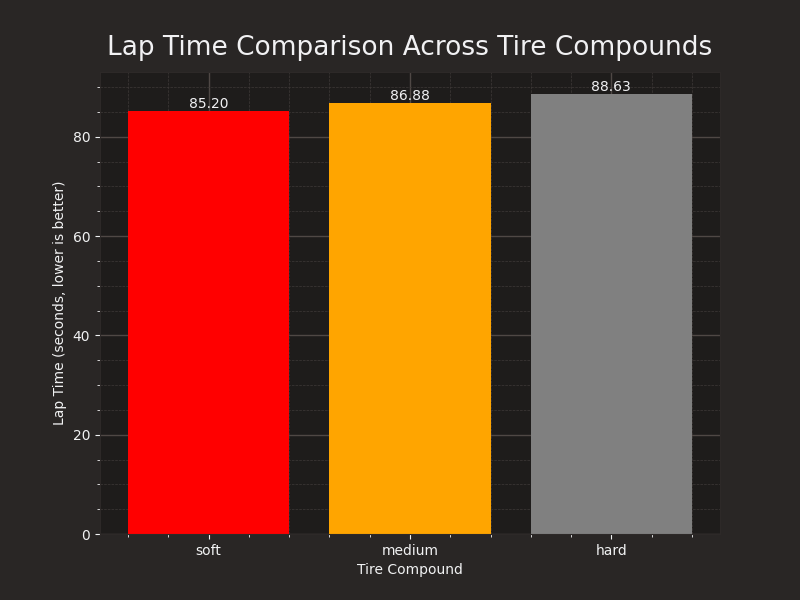 Lap Time Comparison Across Tire Compounds
85.20
86.88
88.63
80
60
40
20
0
Lap Time (seconds, lower is better)
soft
medium
hard
Tire Compound